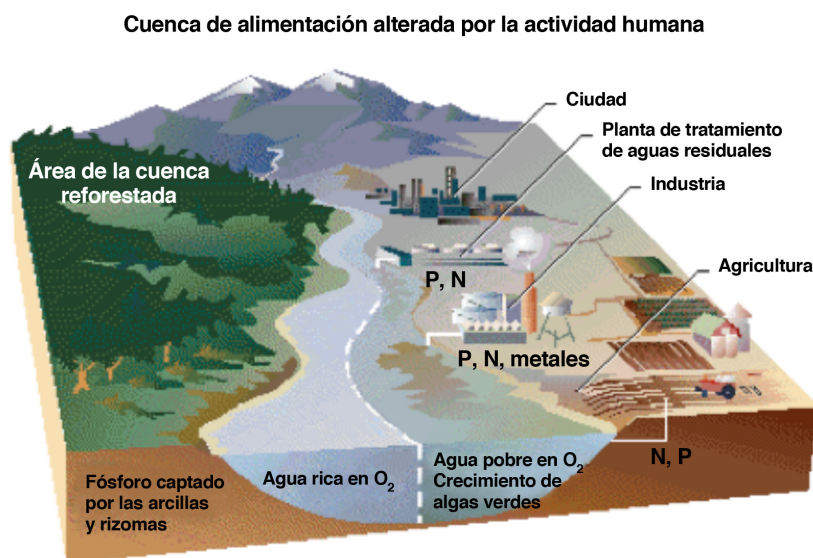 Cuenca de alimentación alterada por la actividad humana
Ciudad
Planta de tratamiento
de aguas residuales
Industria
Área de la cuenca
reforestada
Agricultura
P, N
P, N, metales
N, P
Fósforo captado
por las arcillas
y rizomas
Agua rica en O₂
Agua pobre en O₂
Crecimiento de
algas verdes